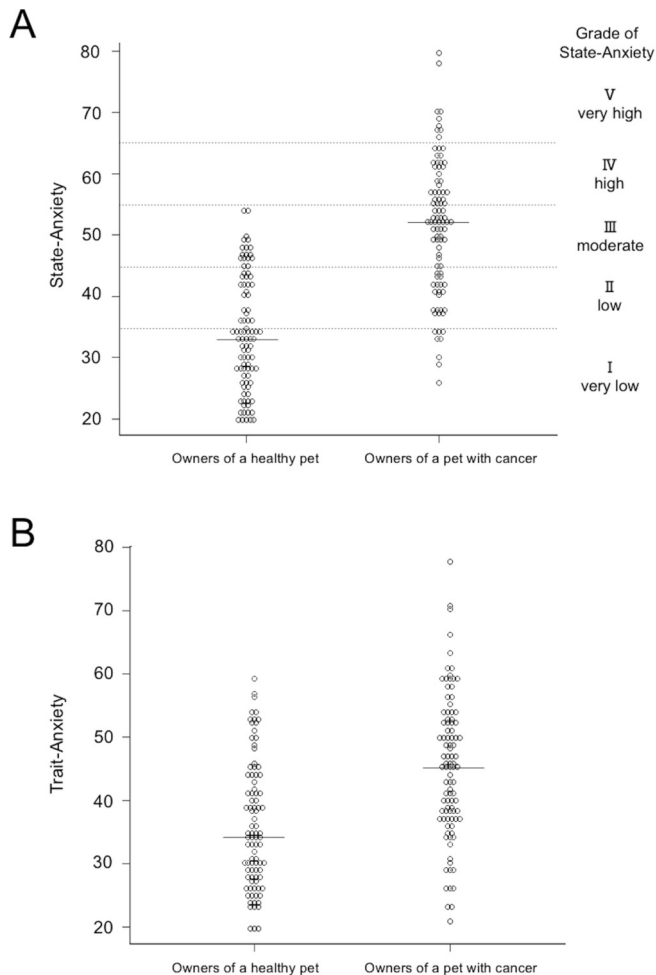 A
Grade of
State-Anxiety
80
70
60
50
40
30
20
State-Anxiety
Ⅴ
very high
Ⅳ
high
Ⅲ
moderate
Ⅱ
low
Ⅰ
very low
Owners of a healthy pet
Owners of a pet with cancer
B
80
70
60
50
40
30
20
Trait-Anxiety
Owners of a healthy pet
Owners of a pet with cancer